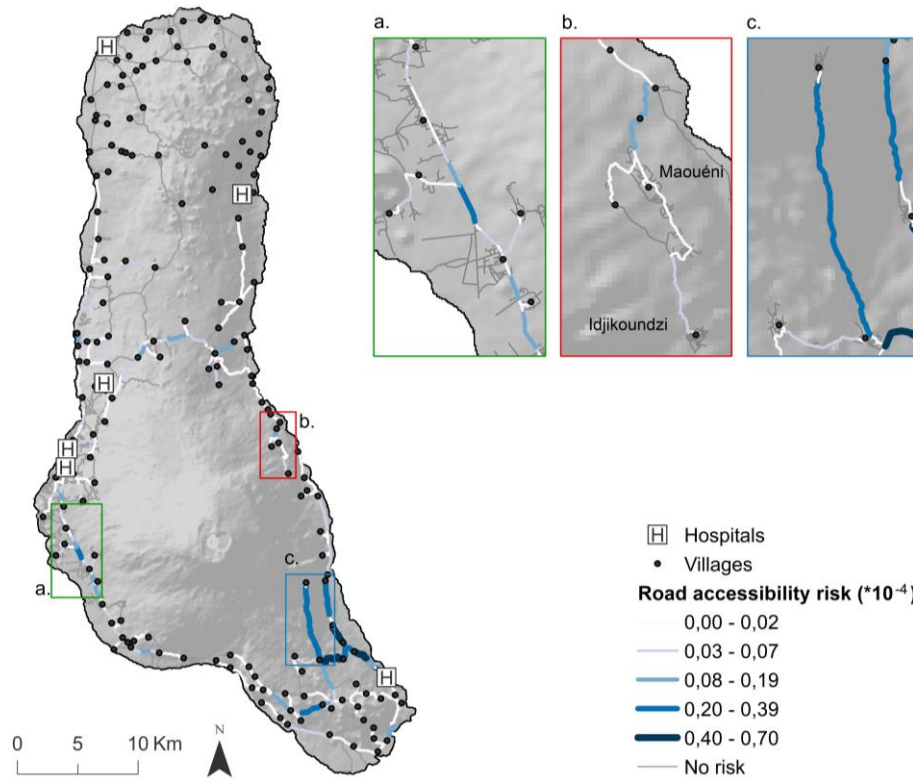 a.
b.
c.
Maouéni
Idjikoundzi
H
H
H
H
H
b.
a.
c.
H
N
0 5 10 Km
H Hospitals
Villages
Road accessibility risk (*10-4)
0,00 - 0,02
0,03 - 0,07
0,08 - 0,19
0,20 - 0,39
0,40 - 0,70
No risk